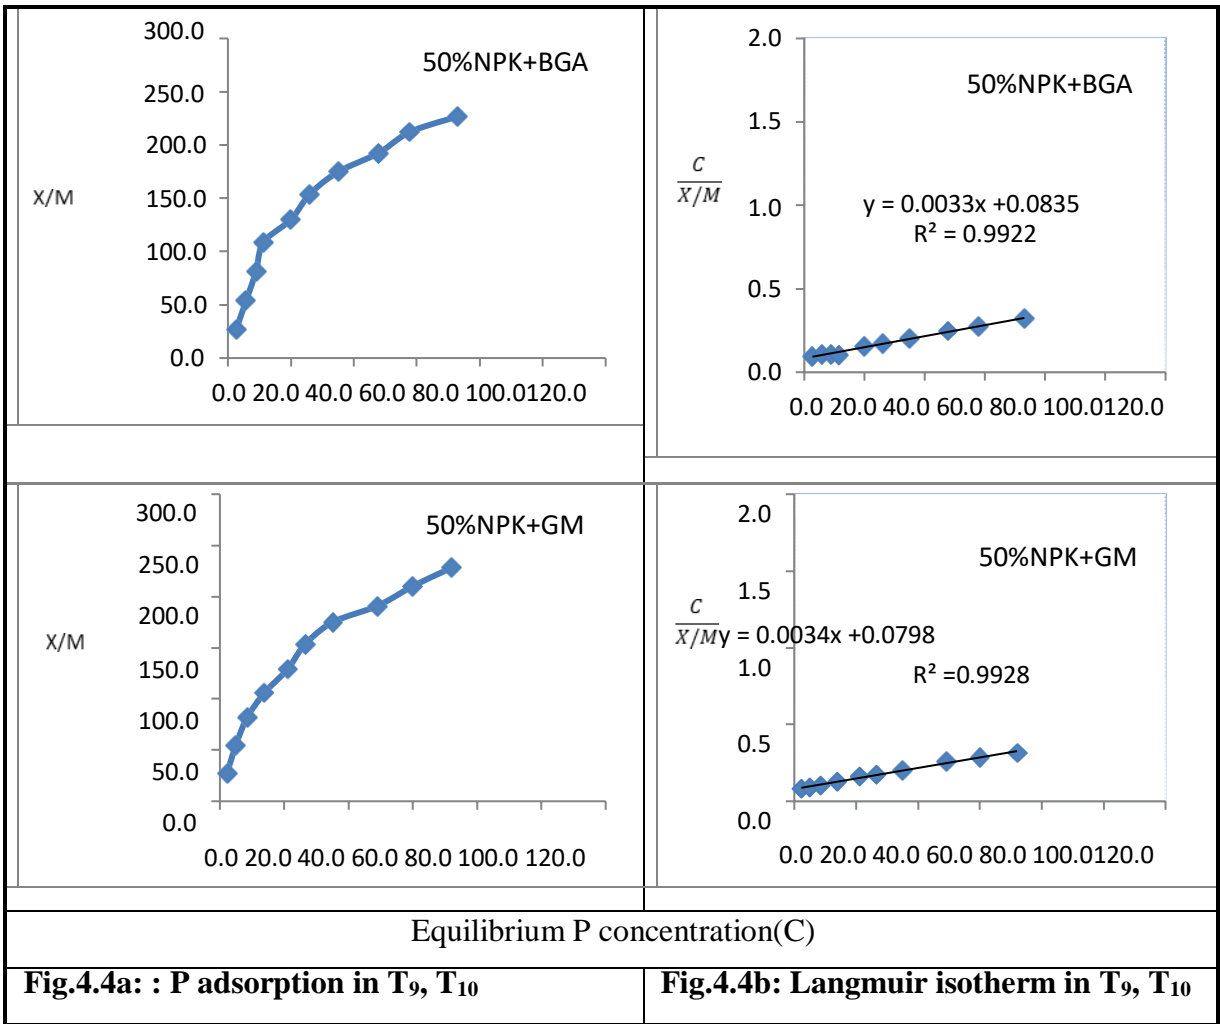 300.0
50%NPK+BGA
250.0
200.0
X/M
150.0
100.0
50.0
0.0
0.0 20.0 40.0 60.0 80.0 100.0120.0
2.0
50%NPK+BGA
1.5
C
X/M
1.0
y = 0.0033x +0.0835
R² = 0.9922
0.5
0.0
0.0 20.0 40.0 60.0 80.0 100.0120.0
300.0
50%NPK+GM
250.0
200.0
X/M
150.0
100.0
50.0
0.0
0.0 20.0 40.0 60.0 80.0 100.0 120.0
2.0
50%NPK+GM
1.5
C
X/M
y = 0.0034x +0.0798
1.0
R² =0.9928
0.5
0.0
0.0 20.0 40.0 60.0 80.0 100.0120.0
Equilibrium P concentration(C)
Fig.4.4a: : P adsorption in T₉, T₁₀
Fig.4.4b: Langmuir isotherm in T₉, T₁₀